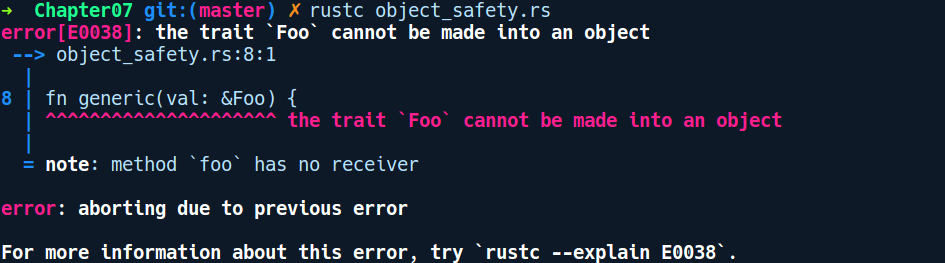 ➜  Chapter07 git:(master) ✗ rustc object_safety.rs
error[E0038]: the trait `Foo` cannot be made into an object
 --> object_safety.rs:8:1
  |
8 | fn generic(val: &Foo) {
  | ^^^^^^^^^^^^^^^^^^^^^ the trait `Foo` cannot be made into an object
  |
  = note: method `foo` has no receiver

error: aborting due to previous error

For more information about this error, try `rustc --explain E0038`.